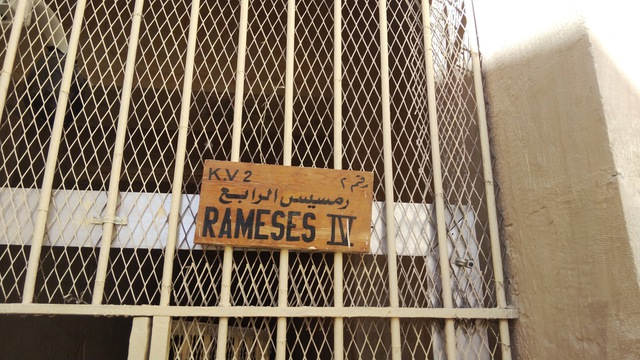 K.V 2 رقم ٢
رمسيس الرابع
RAMESES IV